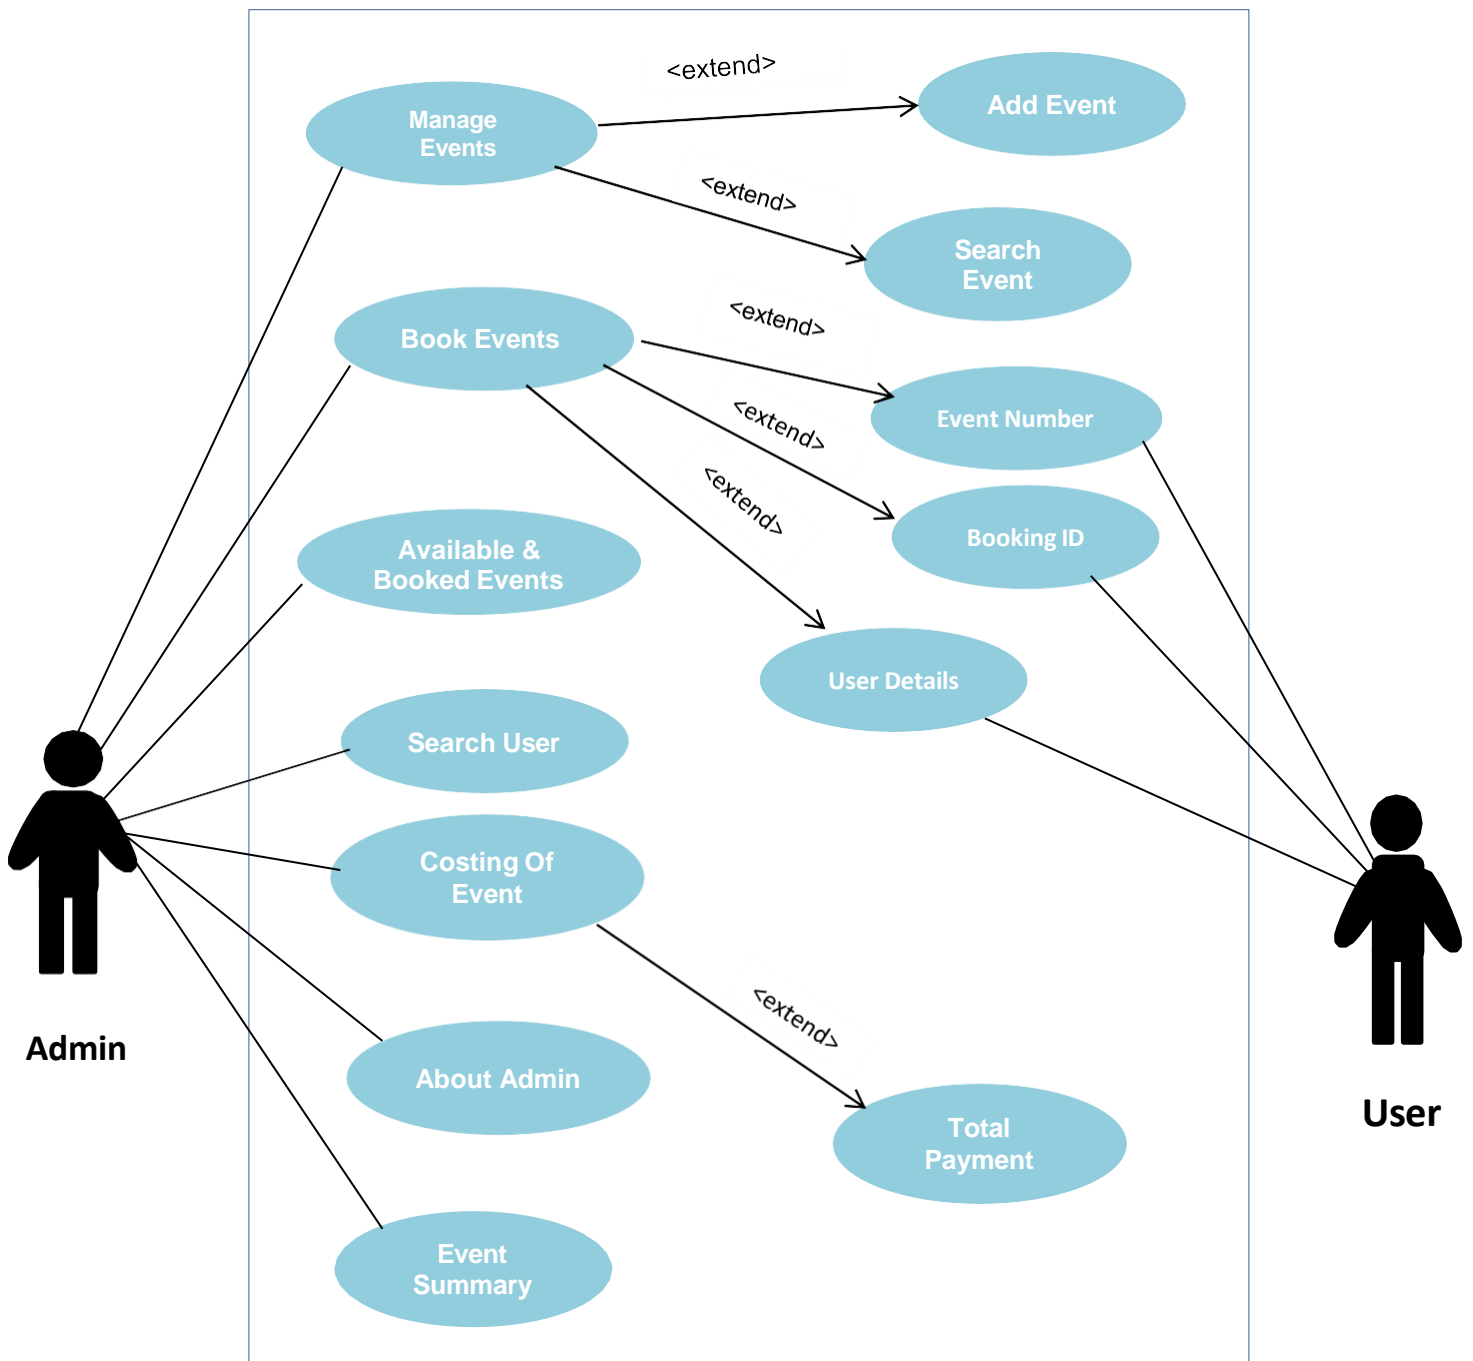 <extend>
Add Event
Manage
Events
<extend>
Search
Event
<extend>
Book Events
<extend>
Event Number
<extend>
Booking ID
Available &
Booked Events
User Details
Search User
Costing Of
Event
<extend>
Admin
About Admin
User
Total
Payment
Event
Summary